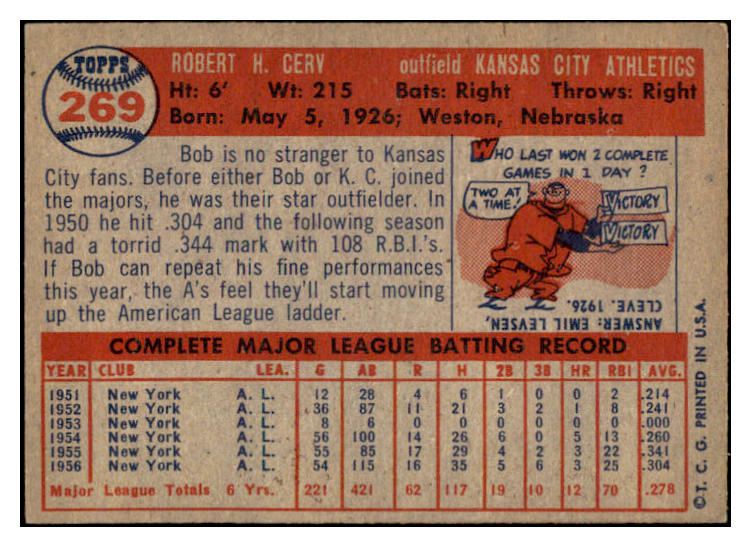 TOPPS
269
ROBERT H. CERV outfield KANSAS CITY ATHLETICS
Ht: 6' Wt: 215 Bats: Right Throws: Right
Born: May 5, 1926; Weston, Nebraska
Bob is no stranger to Kansas
City fans. Before either Bob or K. C. joined
the majors, he was their star outfielder. In
1950 he hit .304 and the following season
had a torrid .344 mark with 108 R.B.I.'s.
If Bob can repeat his fine performances
this year, the A's feel they'll start moving
up the American League ladder.
WHO LAST WON 2 COMPLETE
GAMES IN 1 DAY?
TWO AT
A TIME!
VICTORY
VICTORY
ANSWER: EMIL LEVSEN,
CLEVE. 1926.
COMPLETE MAJOR LEAGUE BATTING RECORD
YEAR CLUB LEA. G AB R H 2B 3B HR RBI AVG.
1951 New York A. L. 12 28 4 6 1 0 0 2 .214
1952 New York A. L. 36 87 11 21 3 2 1 8 .241
1953 New York A. L. 8 6 0 0 0 0 0 0 .000
1954 New York A. L. 56 100 14 26 6 0 5 13 .260
1955 New York A. L. 55 85 17 29 4 2 3 22 .341
1956 New York A. L. 54 115 16 35 5 6 3 25 .304
Major League Totals 6 Yrs. 221 421 62 117 19 10 12 70 .278
©T. C. G. PRINTED IN U.S.A.